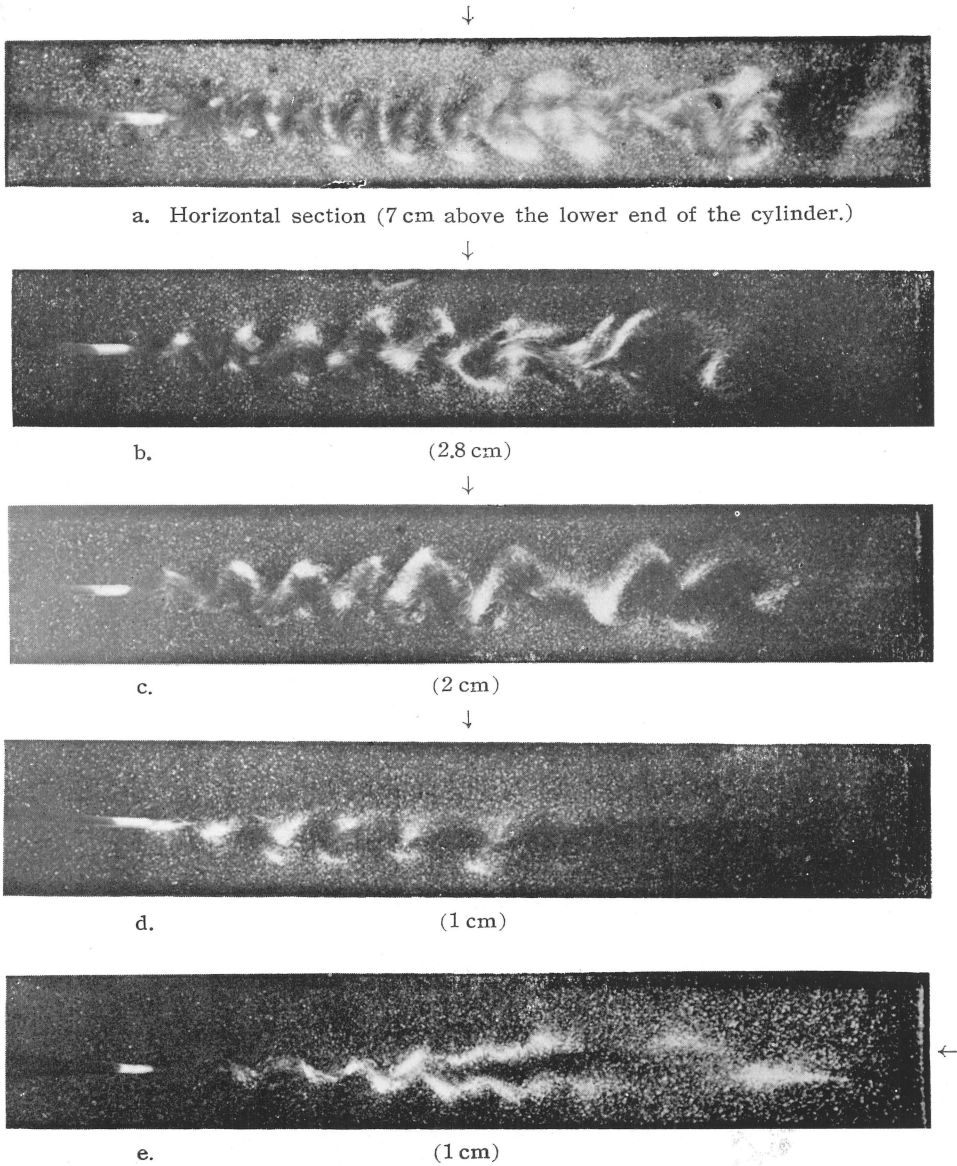 ↓
a. Horizontal section (7 cm above the lower end of the cylinder.)
↓
b. (2.8 cm)
↓
c. (2 cm)
↓
d. (1 cm)
←
e. (1 cm)